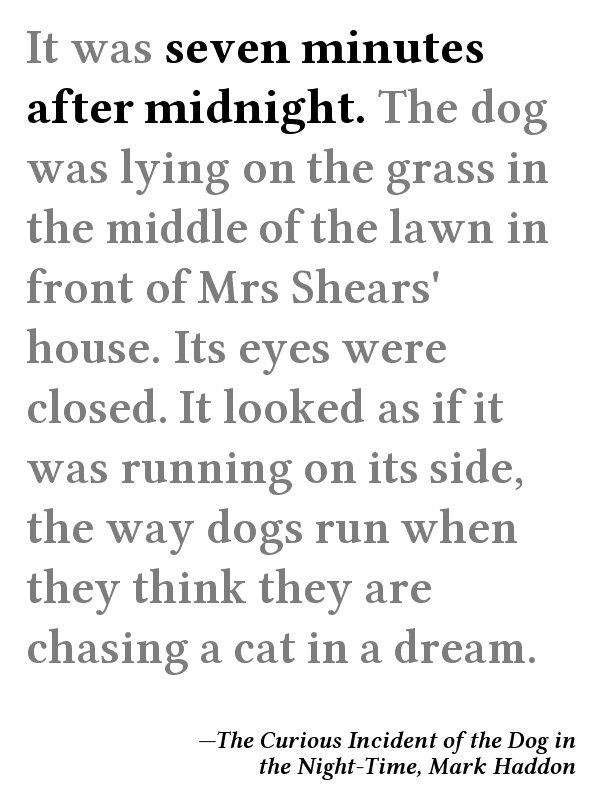 It was seven minutes
after midnight. The dog
was lying on the grass in
the middle of the lawn in
front of Mrs Shears'
house. Its eyes were
closed. It looked as if it
was running on its side,
the way dogs run when
they think they are
chasing a cat in a dream.
—The Curious Incident of the Dog in
the Night-Time, Mark Haddon